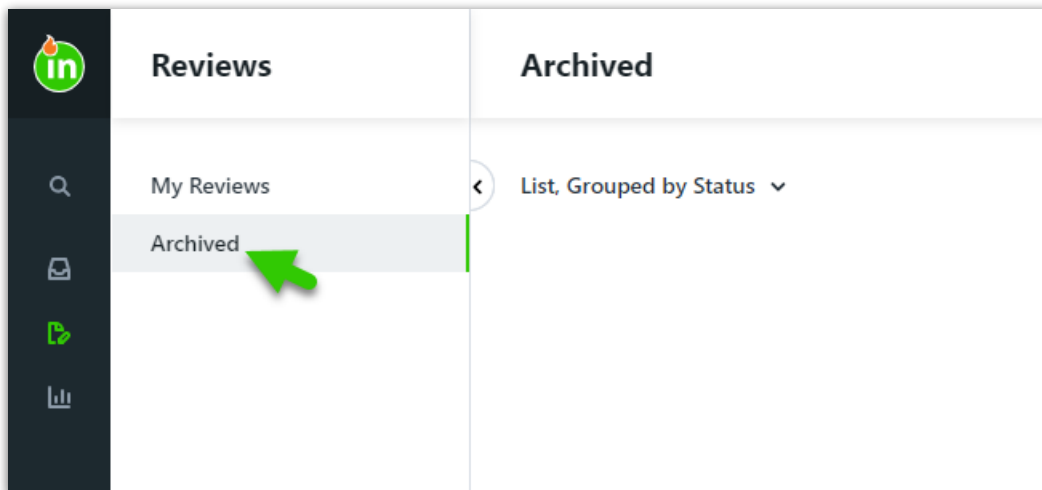 in
Reviews
Archived
My Reviews
List, Grouped by Status
Archived